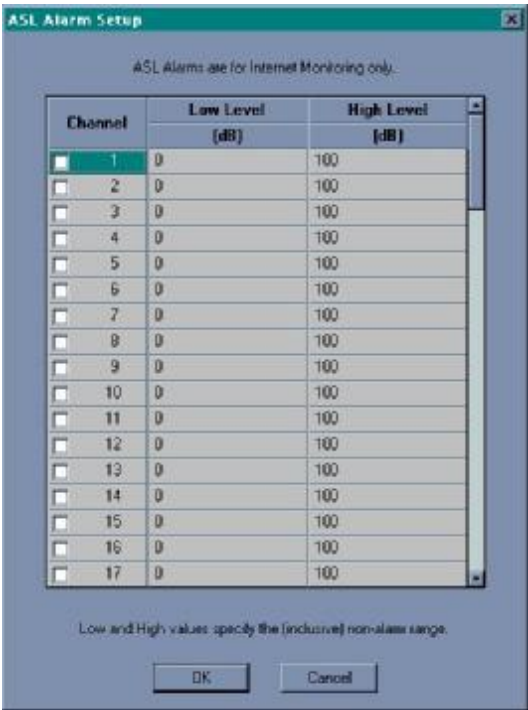 ASL Alarm Setup
ASL Alarms are for Internet Monitoring only.
Channel Low Level High Level
(dB) (dB)
1 0 100
2 0 100
3 0 100
4 0 100
5 0 100
6 0 100
7 0 100
8 0 100
9 0 100
10 0 100
11 0 100
12 0 100
13 0 100
14 0 100
15 0 100
16 0 100
17 0 100
Low and High values specify the (inclusive) non-alarm range.
OK Cancel